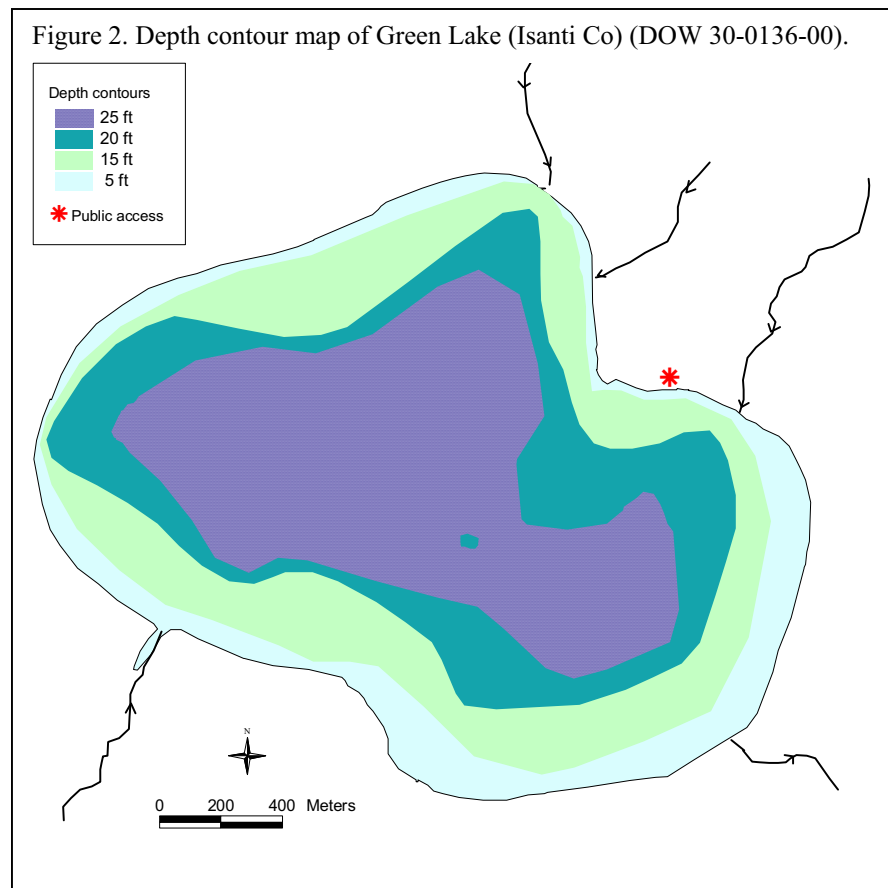 Figure 2. Depth contour map of Green Lake (Isanti Co) (DOW 30-0136-00).
Depth contours
25 ft
20 ft
15 ft
5 ft
Public access
N
0 200 400 Meters